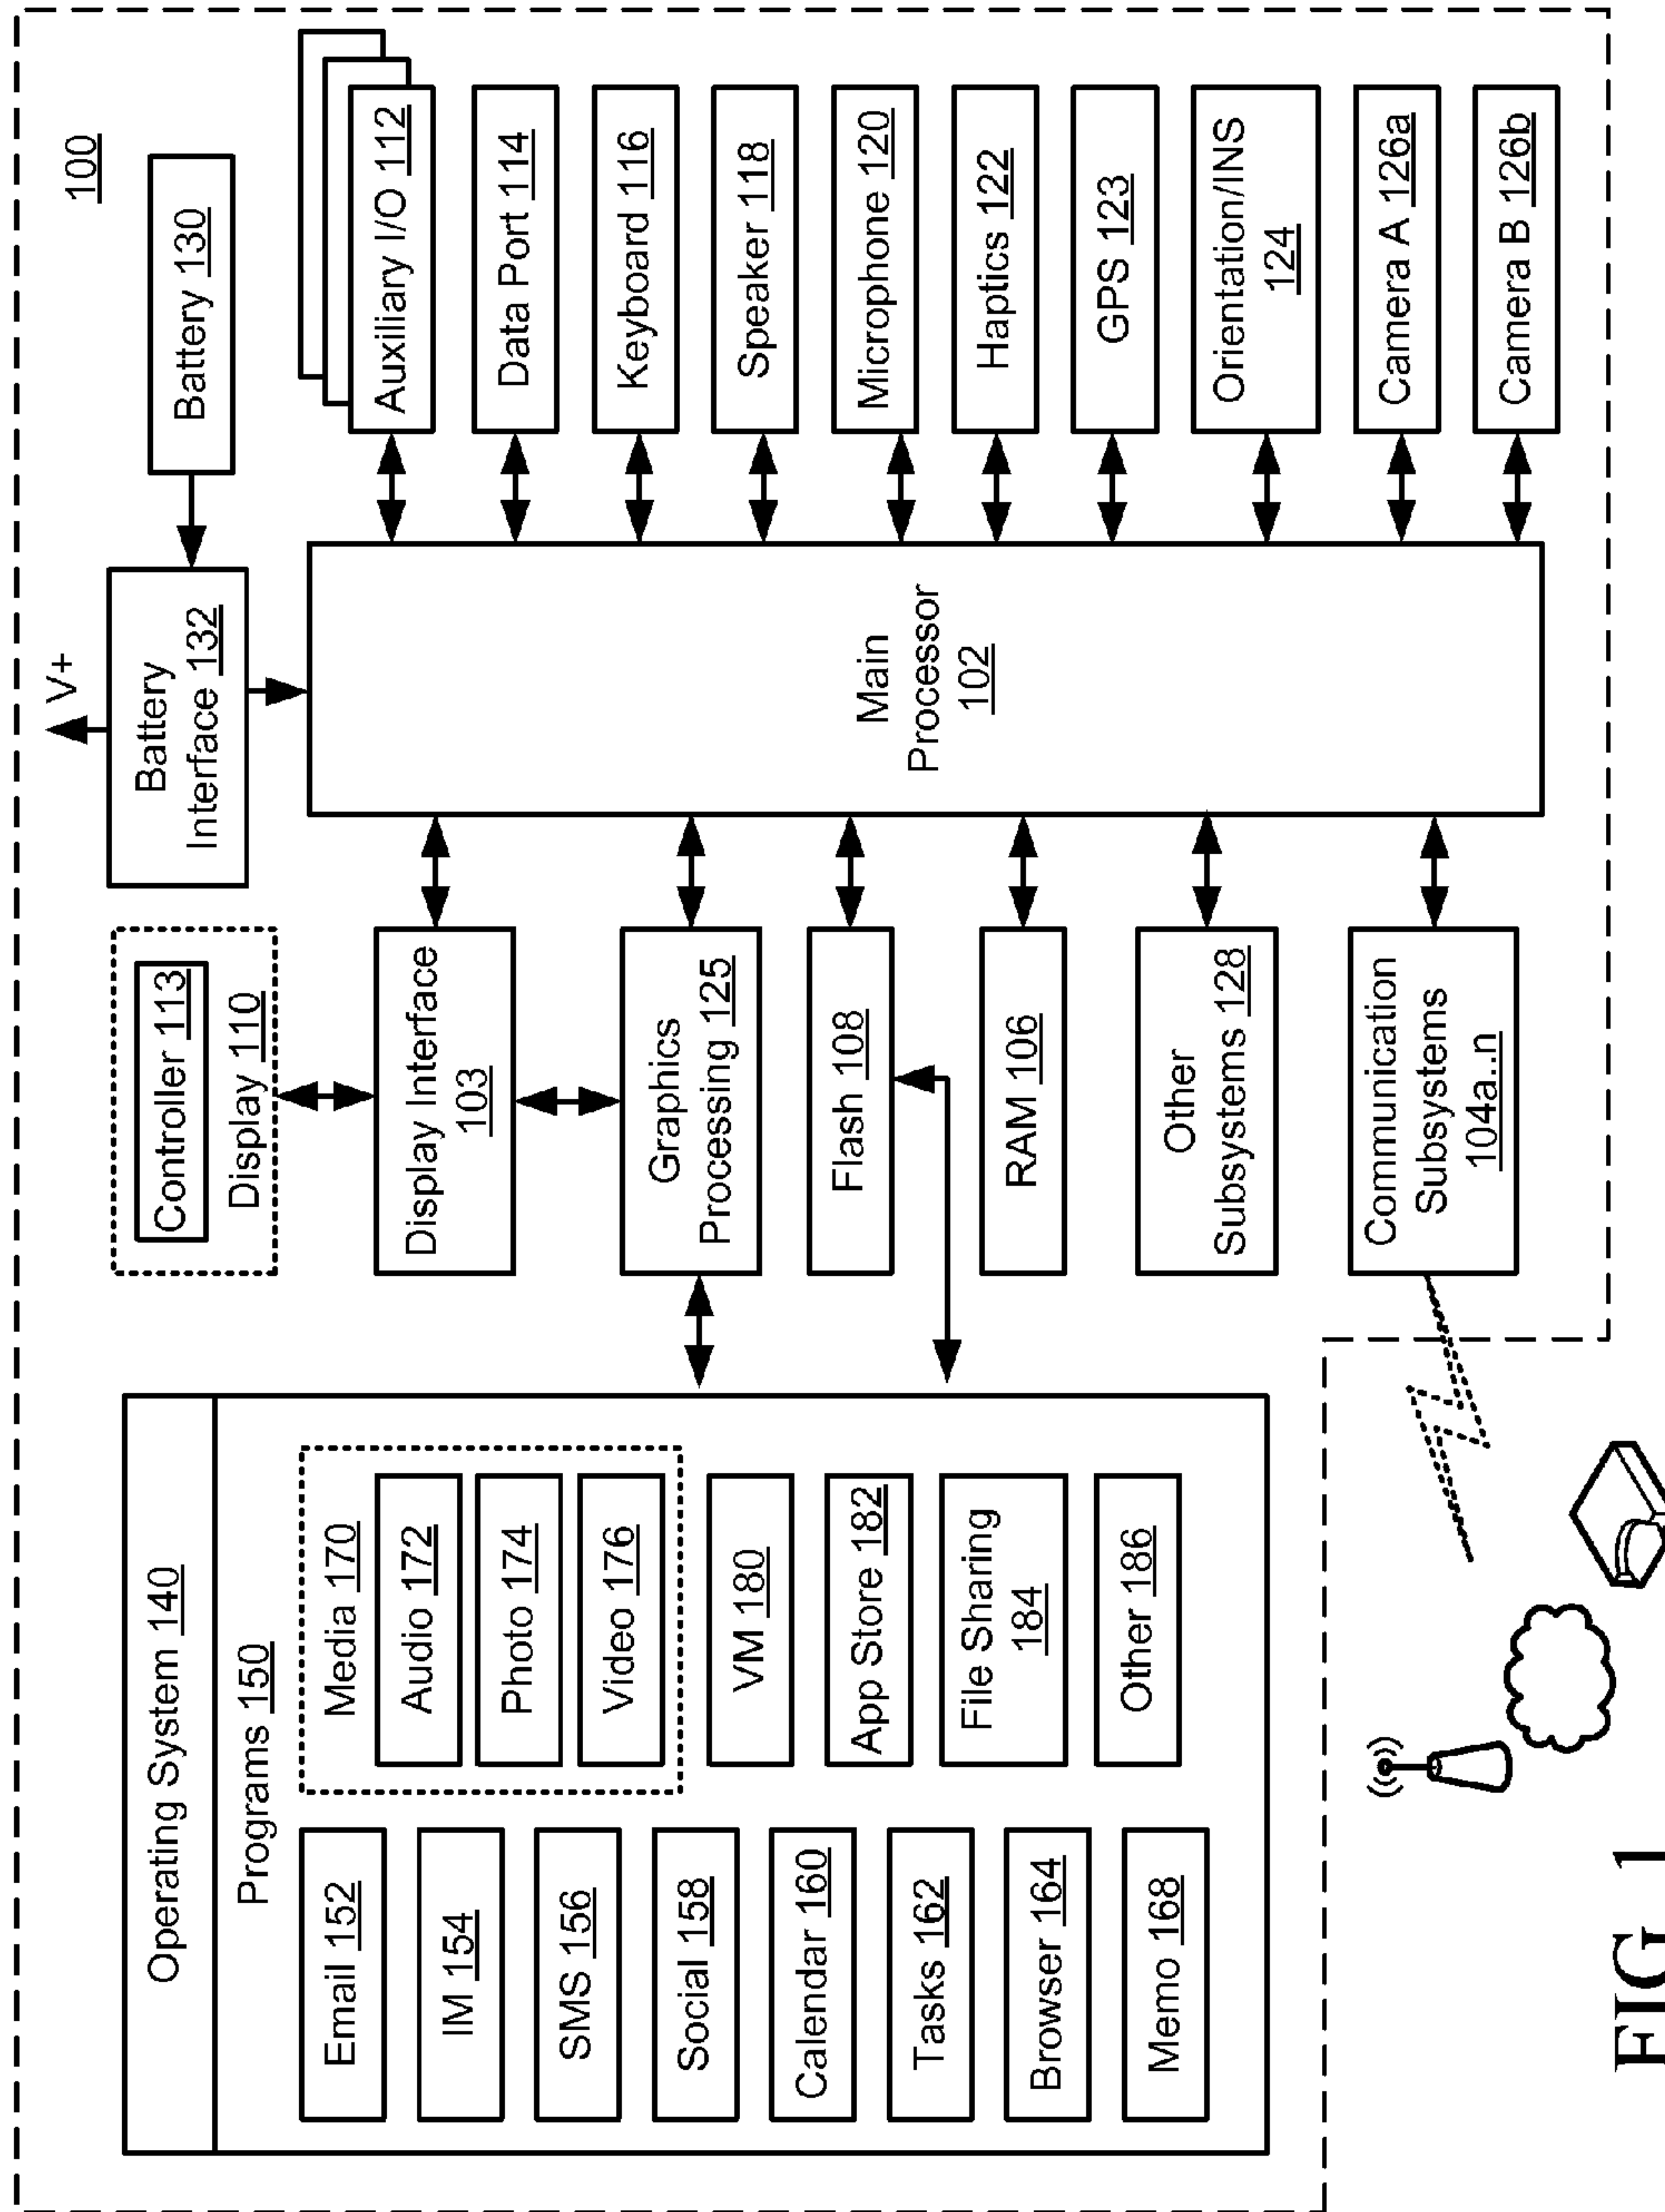 100
V+
Battery
Interface 132
Battery 130
Controller 113
Display 110
Operating System 140
Programs 150
Email 152
IM 154
SMS 156
Social 158
Calendar 160
Tasks 162
Browser 164
Memo 168
Media 170
Audio 172
Photo 174
Video 176
VM 180
App Store 182
File Sharing
184
Other 186
Display Interface
103
Graphics
Processing 125
Flash 108
RAM 106
Other
Subsystems 128
Communication
Subsystems
104a..n
Main
Processor
102
Auxiliary I/O 112
Data Port 114
Keyboard 116
Speaker 118
Microphone 120
Haptics 122
GPS 123
Orientation/INS
124
Camera A 126a
Camera B 126b
FIG. 1